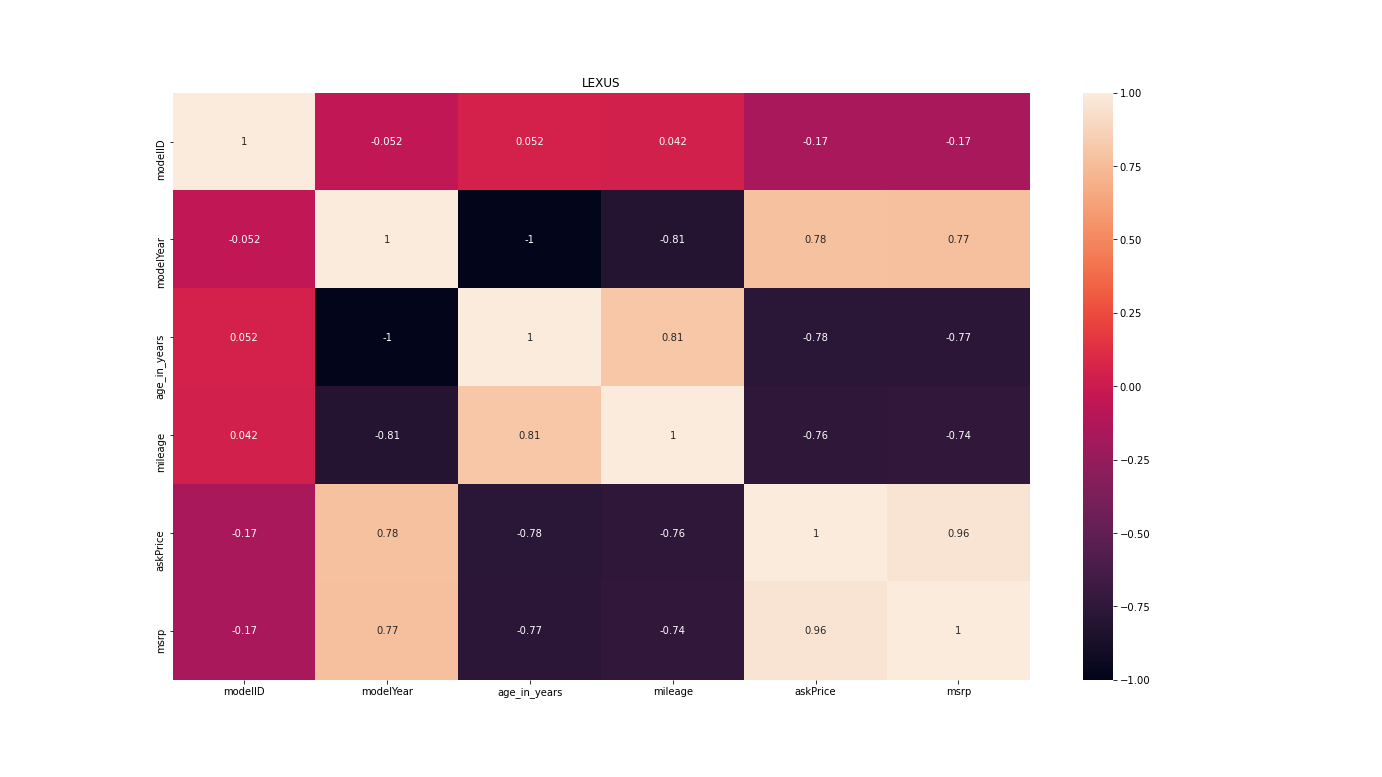 LEXUS
modelID 1 -0.052 0.052 0.042 -0.17 -0.17
modelYear -0.052 1 -1 -0.81 0.78 0.77
age_in_years 0.052 -1 1 0.81 -0.78 -0.77
mileage 0.042 -0.81 0.81 1 -0.76 -0.74
askPrice -0.17 0.78 -0.78 -0.76 1 0.96
msrp -0.17 0.77 -0.77 -0.74 0.96 1
modelID modelYear age_in_years mileage askPrice msrp
1.00
0.75
0.50
0.25
0.00
−0.25
−0.50
−0.75
−1.00